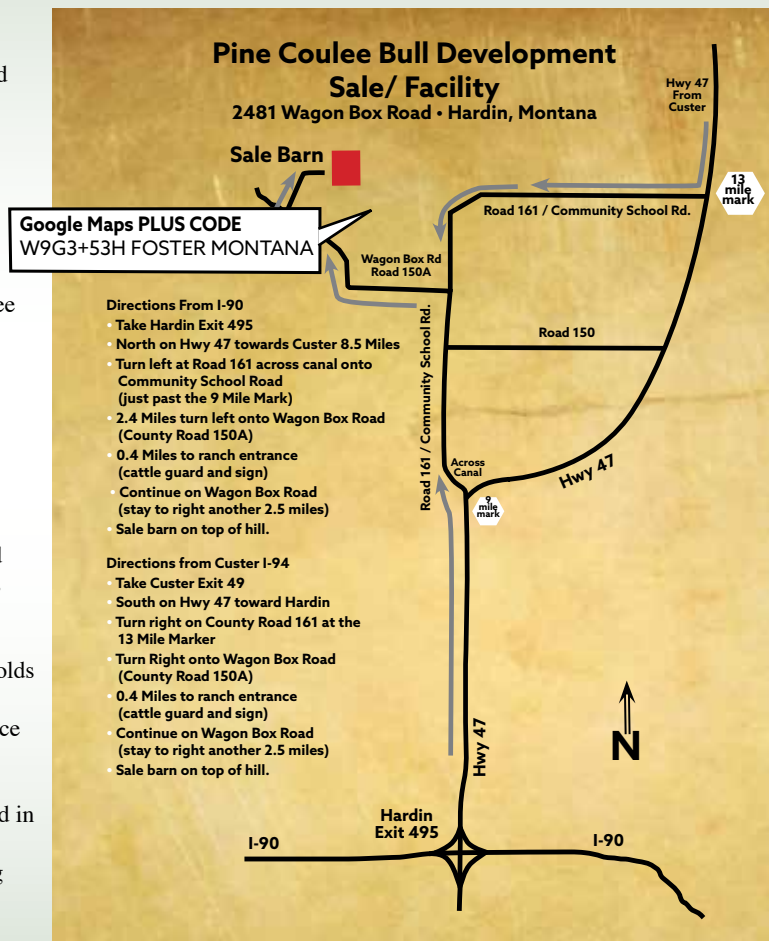 Pine Coulee Bull Development
Sale/ Facility
2481 Wagon Box Road • Hardin, Montana
Hwy 47
From
Custer
Sale Barn
13
mile
mark
Road 161 / Community School Rd.
Google Maps PLUS CODE
W9G3+53H FOSTER MONTANA
Wagon Box Rd
Road 150A
Directions From I-90
• Take Hardin Exit 495
• North on Hwy 47 towards Custer 8.5 Miles
• Turn left at Road 161 across canal onto
Community School Road
(just past the 9 Mile Mark)
• 2.4 Miles turn left onto Wagon Box Road
(County Road 150A)
• 0.4 Miles to ranch entrance
(cattle guard and sign)
• Continue on Wagon Box Road
(stay to right another 2.5 miles)
• Sale barn on top of hill.
Directions from Custer I-94
• Take Custer Exit 49
• South on Hwy 47 toward Hardin
• Turn right on County Road 161 at the
13 Mile Marker
• Turn Right onto Wagon Box Road
(County Road 150A)
• 0.4 Miles to ranch entrance
(cattle guard and sign)
• Continue on Wagon Box Road
(stay to right another 2.5 miles)
• Sale barn on top of hill.
Road 161 / Community School Rd.
Road 150
Across
Canal
Hwy 47
9
mile
mark
Hwy 47
N
Hardin
Exit 495
I-90
I-90
in